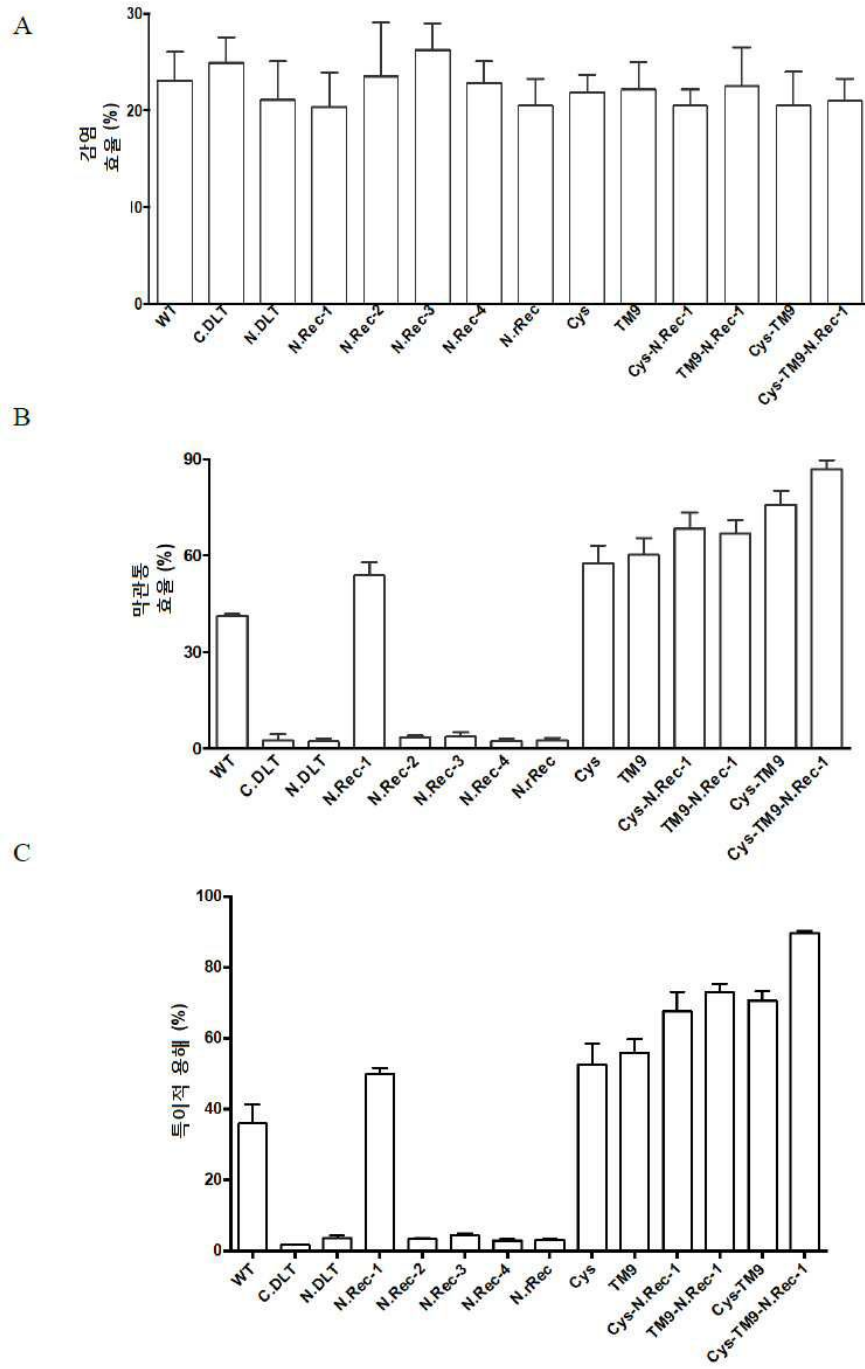 A
30
20
10
0
감염
효율 (%)
WT
C.DLT
N.DLT
N.Rec-1
N.Rec-2
N.Rec-3
N.Rec-4
N.rRec
Cys
TM9
Cys-N.Rec-1
TM9-N.Rec-1
Cys-TM9
Cys-TM9-N.Rec-1
B
90
60
30
0
막관통
효율 (%)
WT
C.DLT
N.DLT
N.Rec-1
N.Rec-2
N.Rec-3
N.Rec-4
N.rRec
Cys
TM9
Cys-N.Rec-1
TM9-N.Rec-1
Cys-TM9
Cys-TM9-N.Rec-1
C
100
80
60
40
20
0
특이적 용해 (%)
WT
C.DLT
N.DLT
N.Rec-1
N.Rec-2
N.Rec-3
N.Rec-4
N.rRec
Cys
TM9
Cys-N.Rec-1
TM9-N.Rec-1
Cys-TM9
Cys-TM9-N.Rec-1